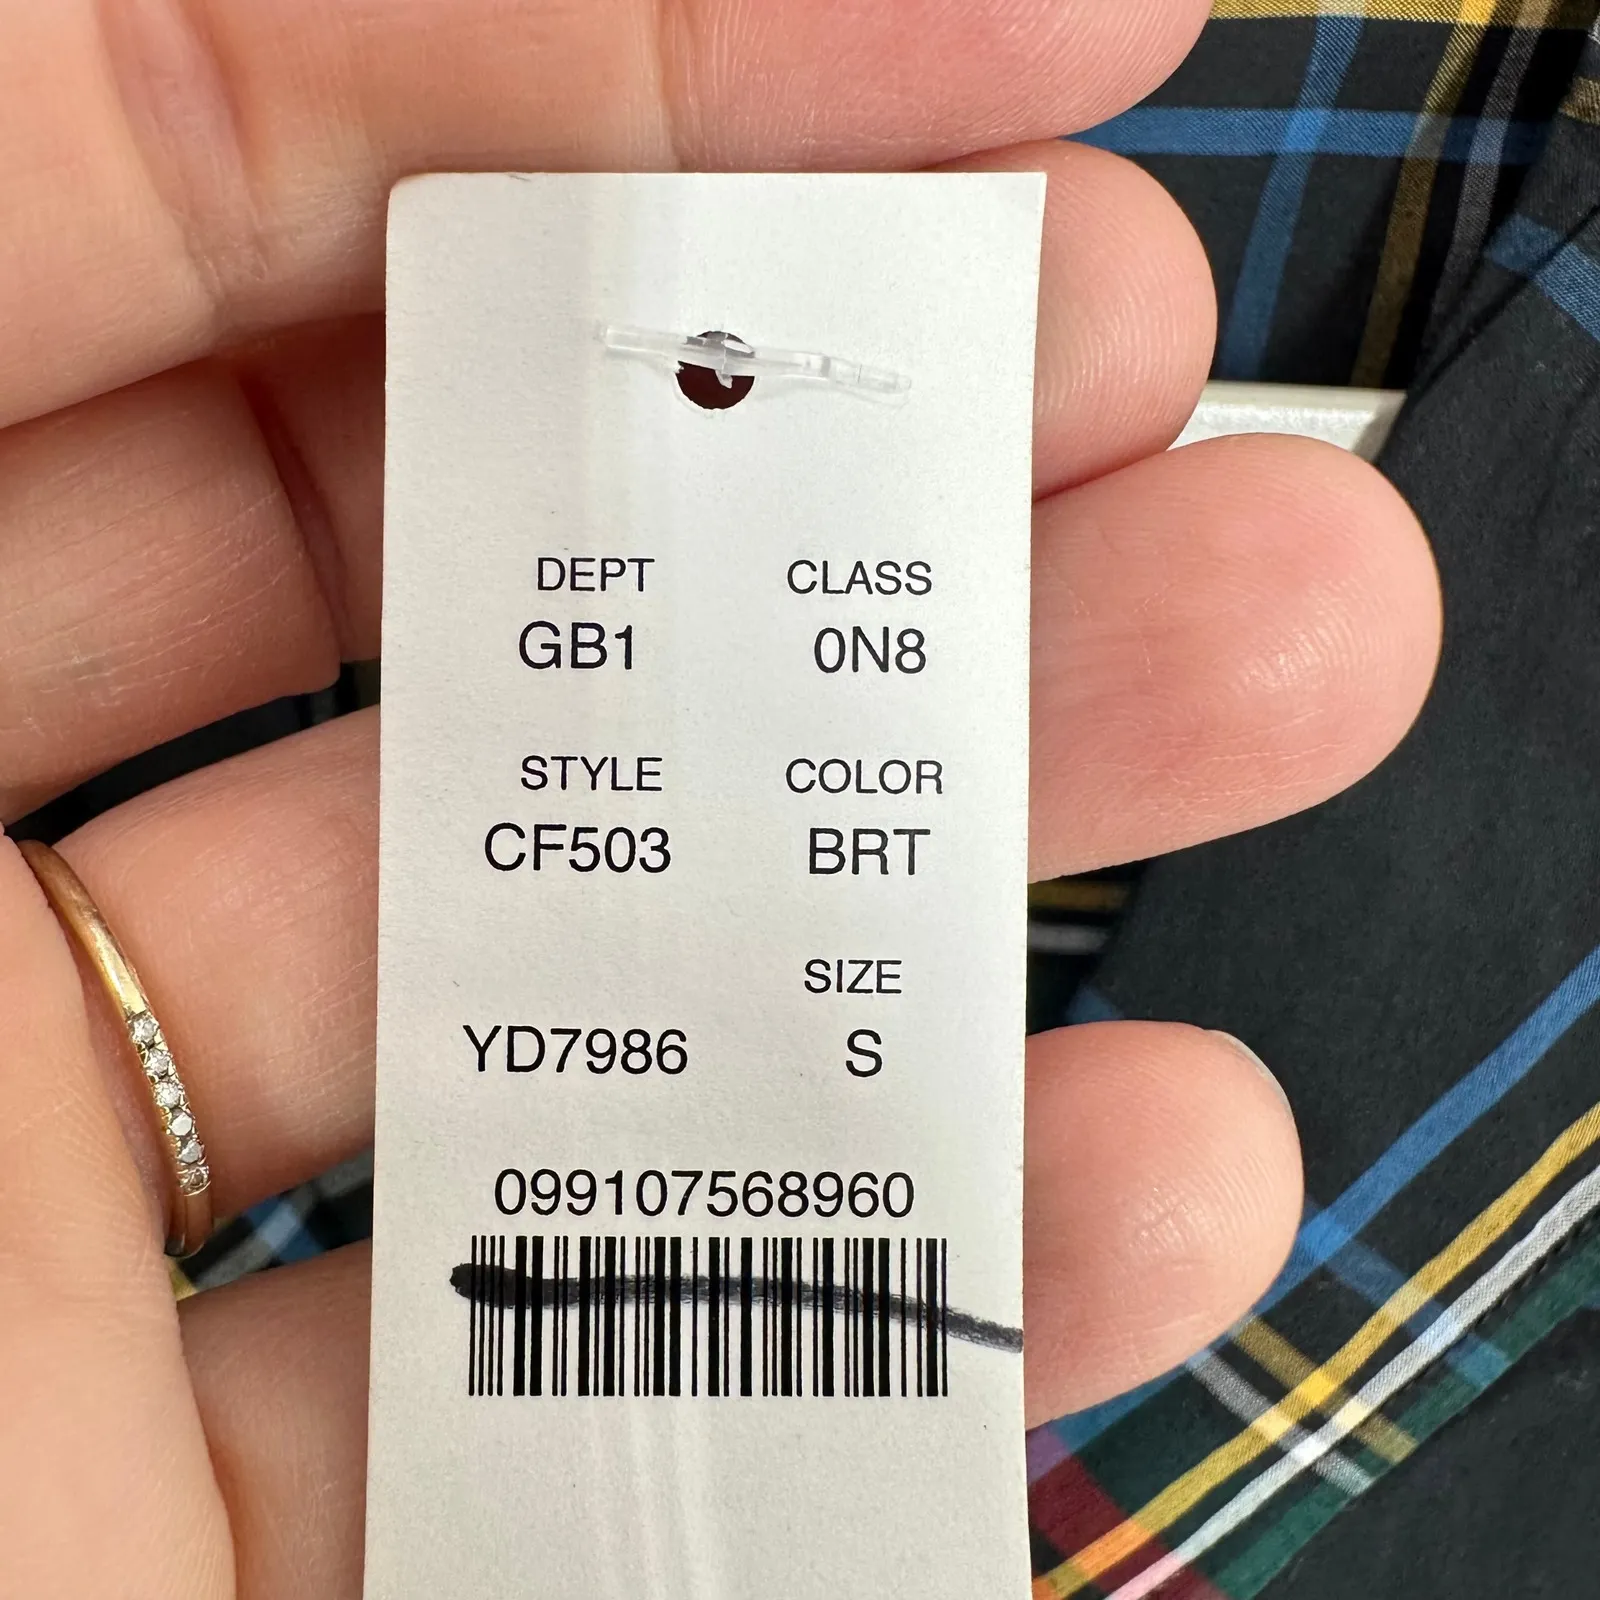 DEPT CLASS
GB1 0N8
STYLE COLOR
CF503 BRT
SIZE
YD7986 S
099107568960